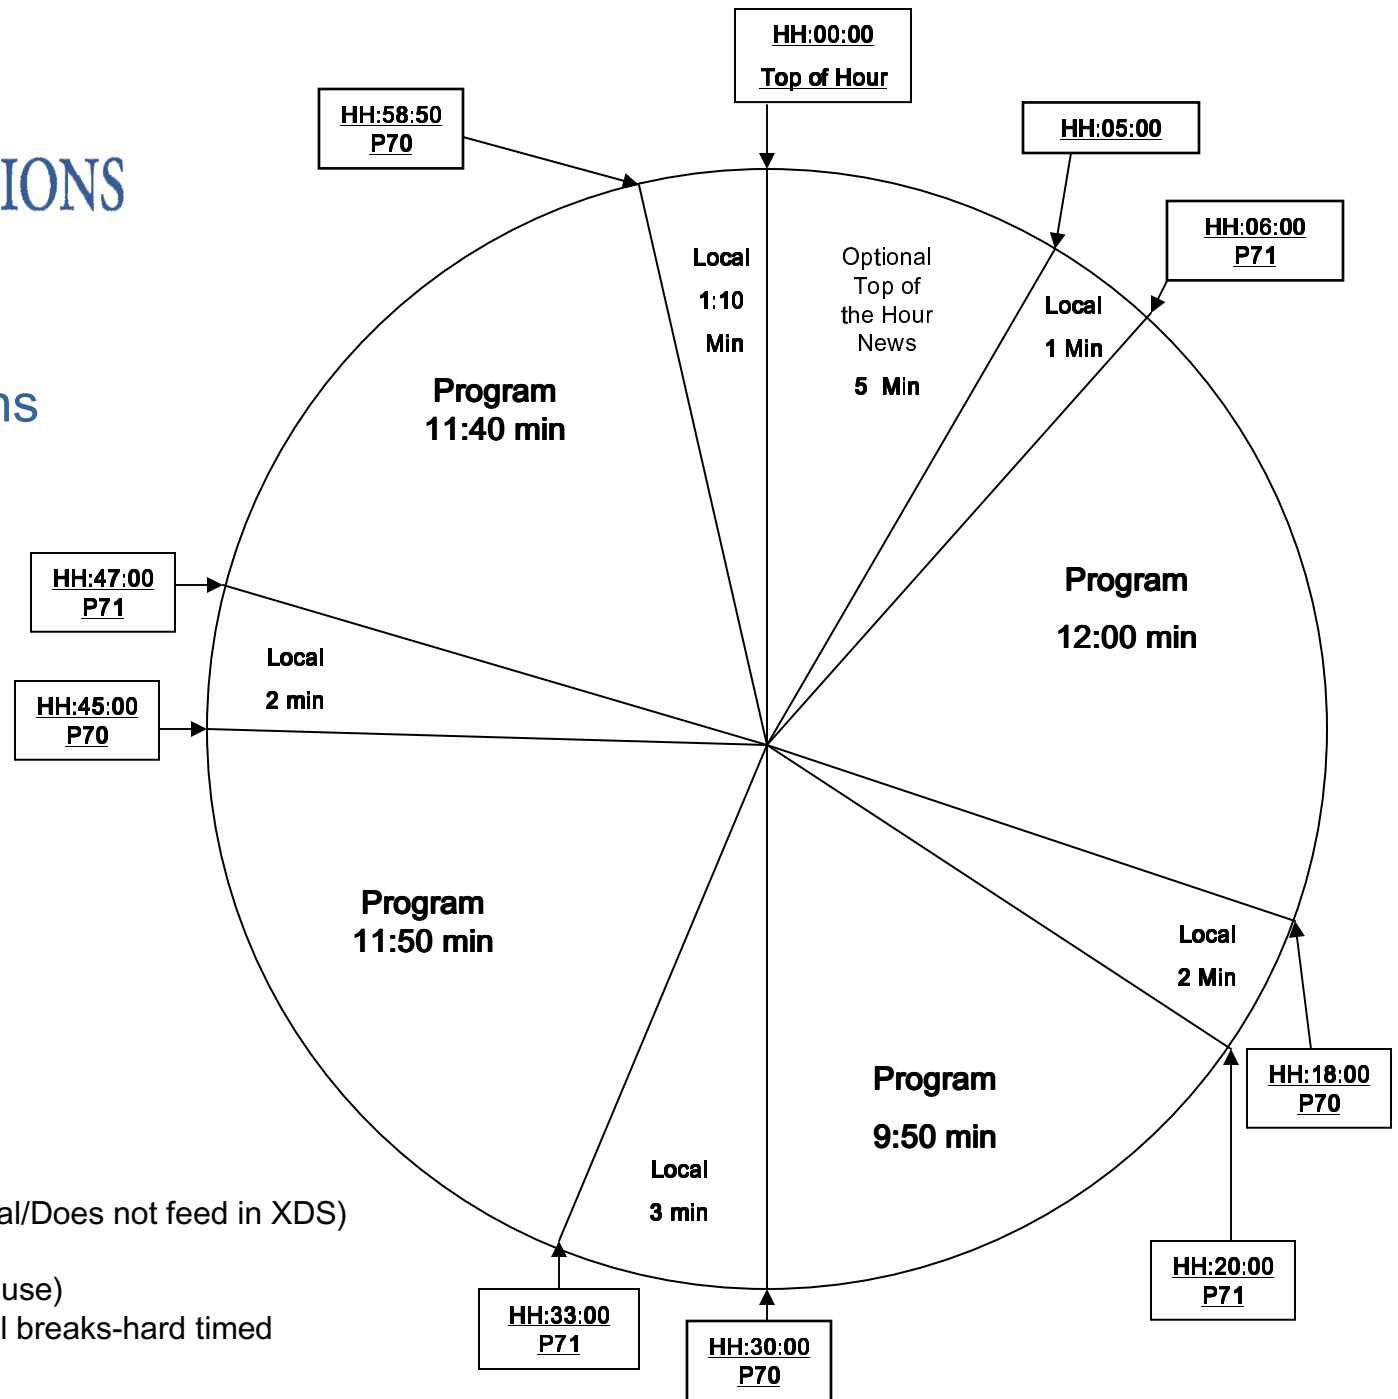 HH:00:00
Top of Hour
HH:58:50
P70
HH:05:00
HH:06:00
P71
IONS
Local
1:10
Min
Optional
Top of
the Hour
News
5 Min
Local
1 Min
Program
11:40 min
ns
Program
12:00 min
HH:47:00
P71
Local
2 min
HH:45:00
P70
Program
11:50 min
Local
2 Min
HH:18:00
P70
Program
9:50 min
Local
3 min
al/Does not feed in XDS)
HH:20:00
P71
use)
l breaks-hard timed
HH:33:00
P71
HH:30:00
P70